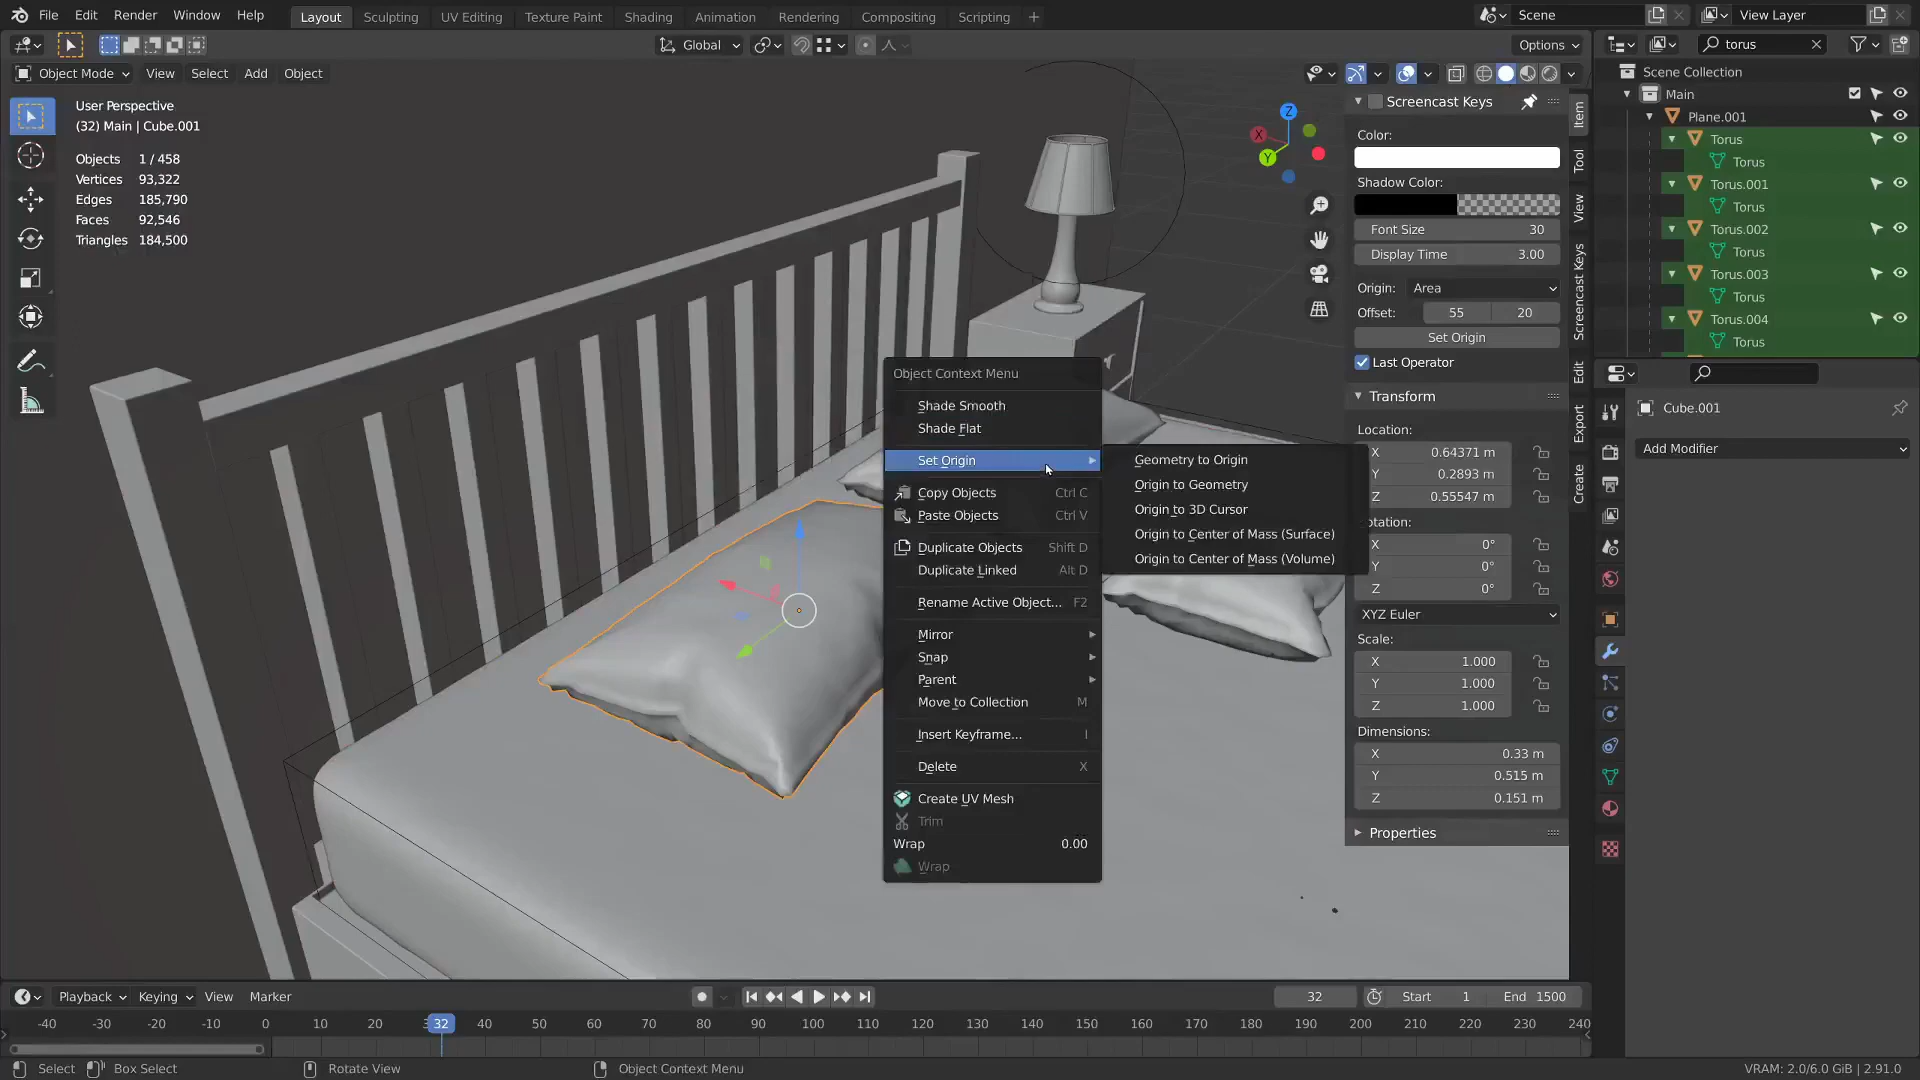 File Edit Render Window Help Layout Sculpting UV Editing Texture Paint Shading Animation Rendering Compositing Scripting + Scene View Layer
Global Options torus
Object Mode View Select Add Object
User Perspective
(32) Main | Cube.001
Objects 1 / 458
Vertices 93,322
Edges 185,790
Faces 92,546
Triangles 184,500
X
Y
Z
Screencast Keys
Color:
Shadow Color:
Font Size 30
Display Time 3.00
Origin: Area
Offset: 55 20
Set Origin
Last Operator
Transform
Location:
X 0.64371 m
Y 0.2893 m
Z 0.55547 m
otation:
X 0°
Y 0°
Z 0°
XYZ Euler
Scale:
X 1.000
Y 1.000
Z 1.000
Dimensions:
X 0.33 m
Y 0.515 m
Z 0.151 m
Properties
Item
Tool
View
Screencast Keys
Edit
Export
Create
Scene Collection
Main
Plane.001
Torus
Torus
Torus.001
Torus
Torus.002
Torus
Torus.003
Torus
Torus.004
Torus
Cube.001
Add Modifier
Object Context Menu
Shade Smooth
Shade Flat
Set Origin
Copy Objects Ctrl C
Paste Objects Ctrl V
Duplicate Objects Shift D
Duplicate Linked Alt D
Rename Active Object... F2
Mirror
Snap
Parent
Move to Collection M
Insert Keyframe... I
Delete X
Create UV Mesh
Trim
Wrap 0.00
Wrap
Geometry to Origin
Origin to Geometry
Origin to 3D Cursor
Origin to Center of Mass (Surface)
Origin to Center of Mass (Volume)
Playback Keying View Marker 32 Start 1 End 1500
-40 -30 -20 -10 0 10 20 32 40 50 60 70 80 90 100 110 120 130 140 150 160 170 180 190 200 210 220 230 240
Select Box Select Rotate View Object Context Menu VRAM: 2.0/6.0 GiB | 2.91.0